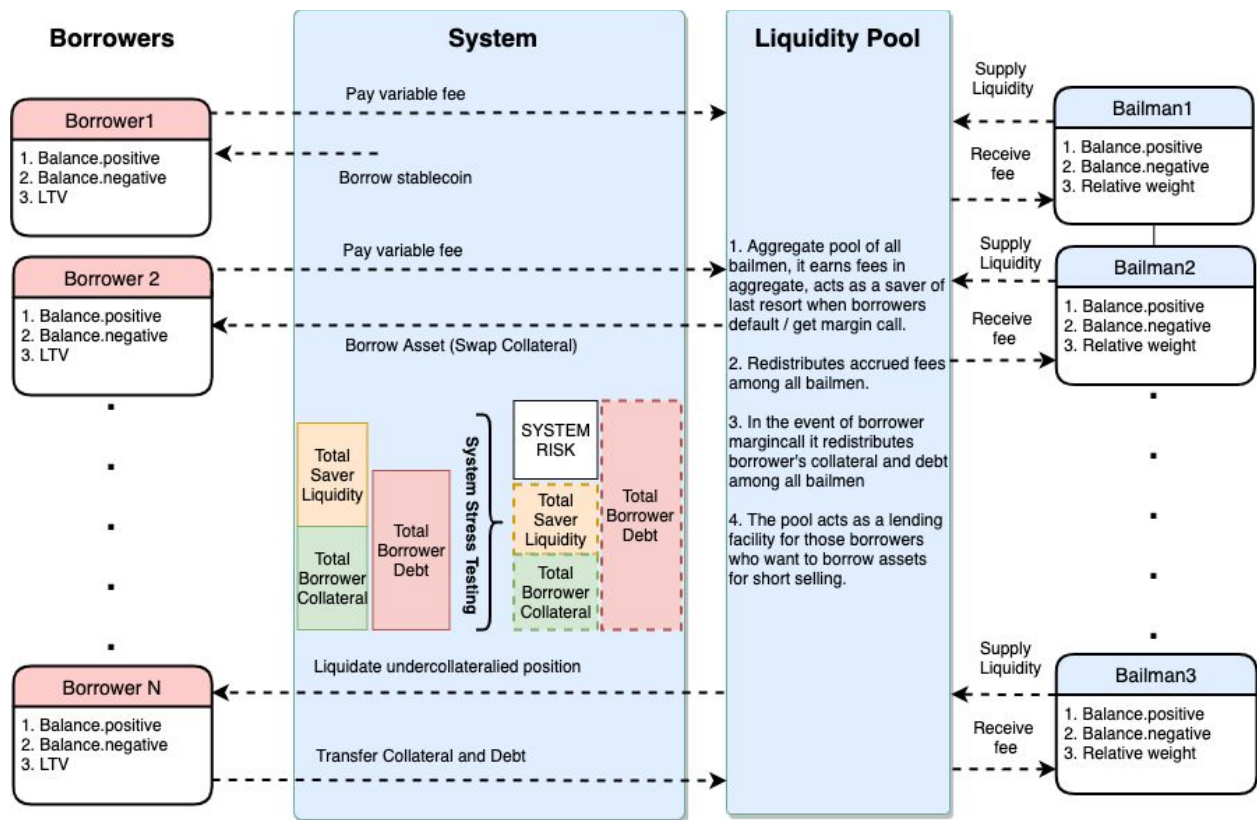 Borrowers
System
Liquidity Pool
Pay variable fee
Supply
Liquidity
Borrower1
1. Balance.positive
2. Balance.negative
3. LTV
Borrow stablecoin
Bailman1
1. Balance.positive
2. Balance.negative
3. Relative weight
Receive
fee
Pay variable fee
Supply
Liquidity
Borrower 2
1. Balance.positive
2. Balance.negative
3. LTV
Borrow Asset (Swap Collateral)
Bailman2
1. Balance.positive
2. Balance.negative
3. Relative weight
Receive
fee
1. Aggregate pool of all
bailmen, it earns fees in
aggregate, acts as a saver of
last resort when borrowers
default / get margin call.
2. Redistributes accrued fees
among all bailmen.
3. In the event of borrower
margincall it redistributes
borrower's collateral and debt
among all bailmen
4. The pool acts as a lending
facility for those borrowers
who want to borrow assets
for short selling.
Total
Saver
Liquidity
Total
Borrower
Collateral
Total
Borrower
Debt
System Stress Testing
SYSTEM
RISK
Total
Saver
Liquidity
Total
Borrower
Collateral
Total
Borrower
Debt
Liquidate undercollateralied position
Supply
Liquidity
Borrower N
1. Balance.positive
2. Balance.negative
3. LTV
Transfer Collateral and Debt
Bailman3
1. Balance.positive
2. Balance.negative
3. Relative weight
Receive
fee